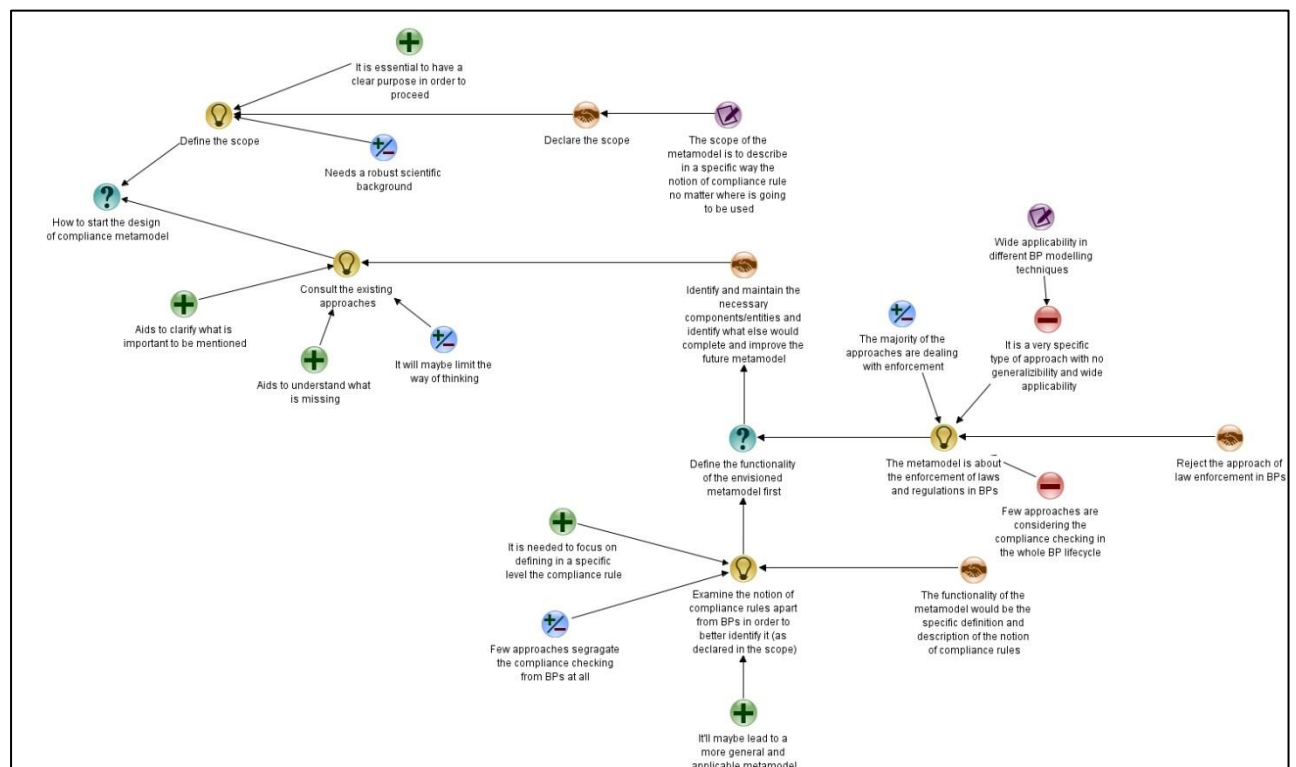 It is essential to have a
clear purpose in order to
proceed
Define the scope
Declare the scope
The scope of the
metamodel is to describe
in a specific way the
notion of compliance rule
no matter where is going
to be used
Needs a robust scientific
background
How to start the design
of compliance metamodel
Wide applicability in
different BP modelling
techniques
Consult the existing
approaches
Identify and maintain the
necessary
components/entities and
identify what else would
complete and improve the
future metamodel
Aids to clarify what is
important to be mentioned
It will maybe limit the
way of thinking
Aids to understand what
is missing
The majority of the
approaches are dealing
with enforcement
It is a very specific
type of approach with no
generalizibility and wide
applicability
Define the functionality
of the envisioned
metamodel first
The metamodel is about
the enforcement of laws
and regulations in BPs
Reject the approach of
law enforcement in BPs
Few approaches are
considering the
compliance checking in
the whole BP lifecycle
It is needed to focus on
defining in a specific
level the compliance rule
Examine the notion of
compliance rules apart
from BPs in order to
better identify it (as
declared in the scope)
The functionality of the
metamodel would be the
specific definition and
description of the notion
of compliance rules
Few approaches segragate
the compliance checking
from BPs at all
It'll maybe lead to a
more general and
applicable metamodel